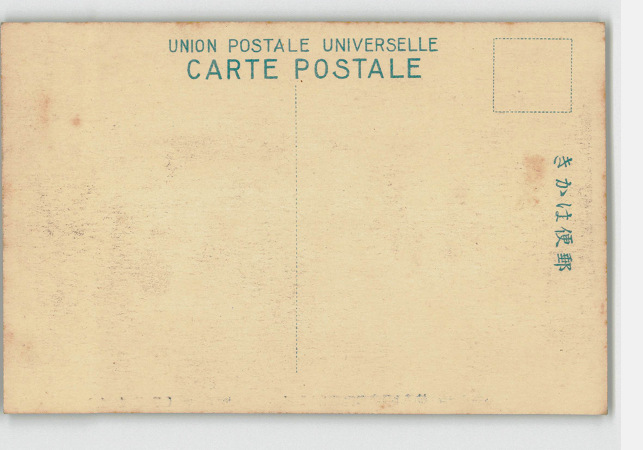 UNION POSTALE UNIVERSELLE
CARTE POSTALE
きかは便郵